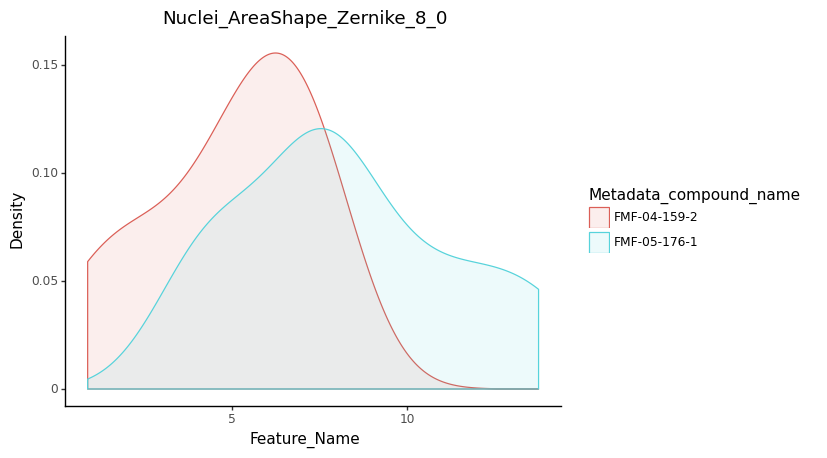 Nuclei_AreaShape_Zernike_8_0
0.15
0.10
0.05
0
Density
5
10
Feature_Name
Metadata_compound_name
FMF-04-159-2
FMF-05-176-1